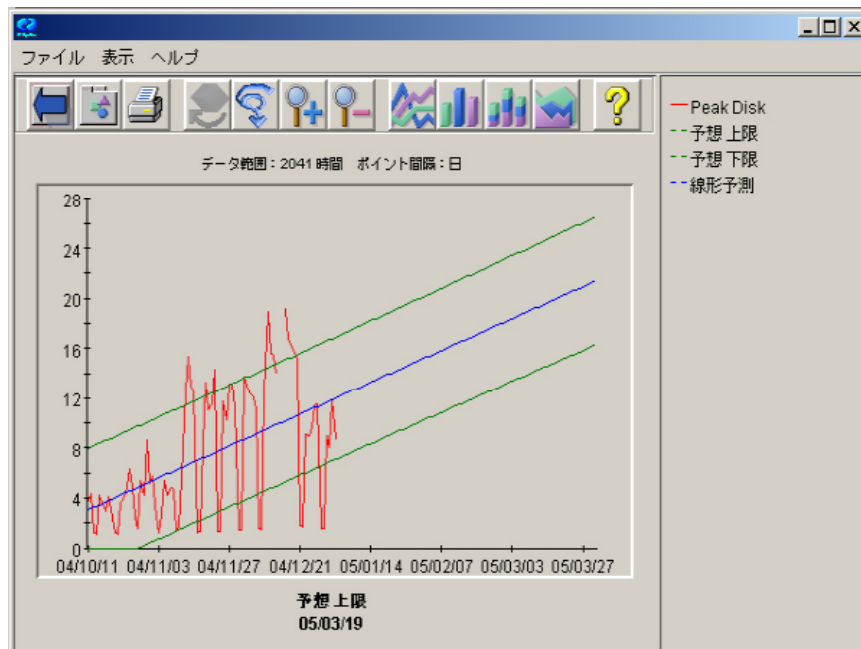 ファイル 表示 ヘルプ
データ範囲：2041 時間 ポイント間隔：日
28
24
20
16
12
8
4
0
04/10/11 04/11/03 04/11/27 04/12/21 05/01/14 05/02/07 05/03/03 05/03/27
予想 上限
05/03/19
Peak Disk
予想 上限
予想 下限
線形予測